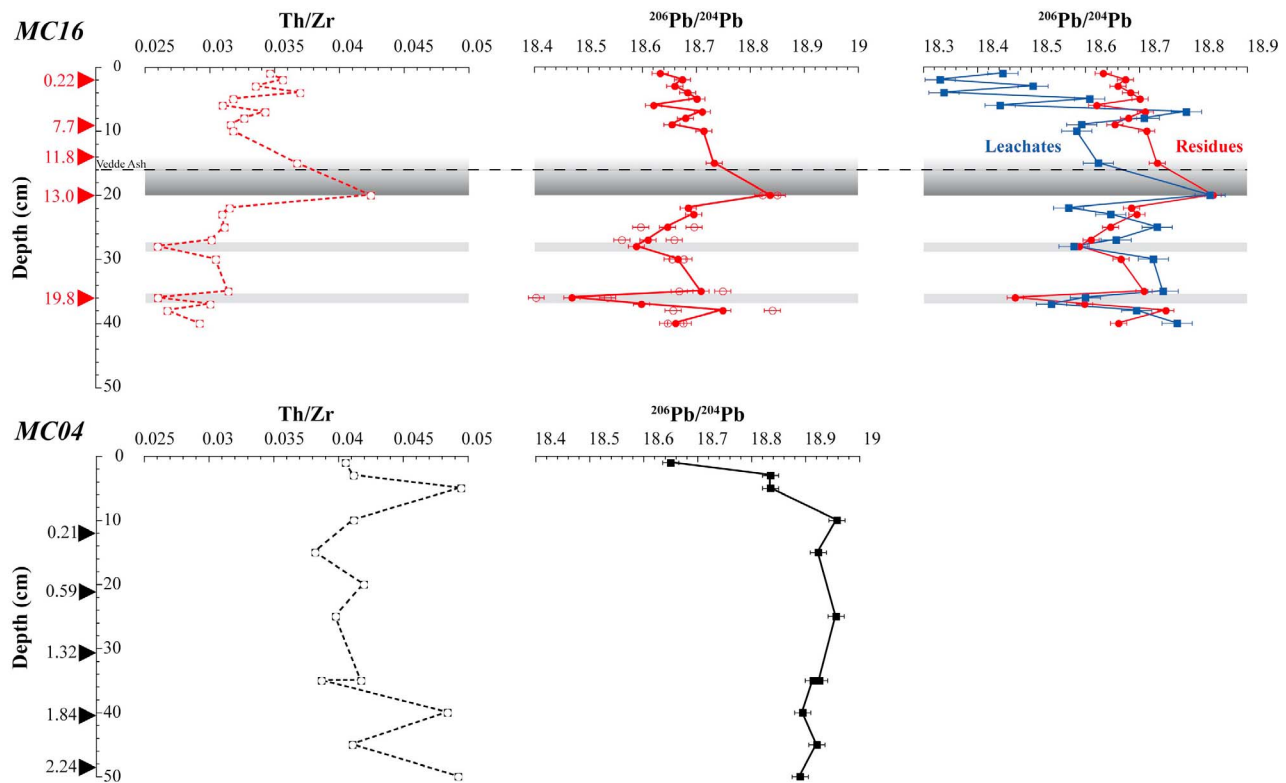 MC16
Th/Zr
²⁰⁶Pb/²⁰⁴Pb
²⁰⁶Pb/²⁰⁴Pb
0.025 0.03 0.035 0.04 0.045 0.05
18.4 18.5 18.6 18.7 18.8 18.9 19
18.3 18.4 18.5 18.6 18.7 18.8 18.9
0
10
20
30
40
50
0.22
7.7
11.8
13.0
19.8
Depth (cm)
Vedde Ash
Leachates
Residues
MC04
Th/Zr
²⁰⁶Pb/²⁰⁴Pb
0.025 0.03 0.035 0.04 0.045 0.05
18.4 18.5 18.6 18.7 18.8 18.9 19
0
10
20
30
40
50
0.21
0.59
1.32
1.84
2.24
Depth (cm)